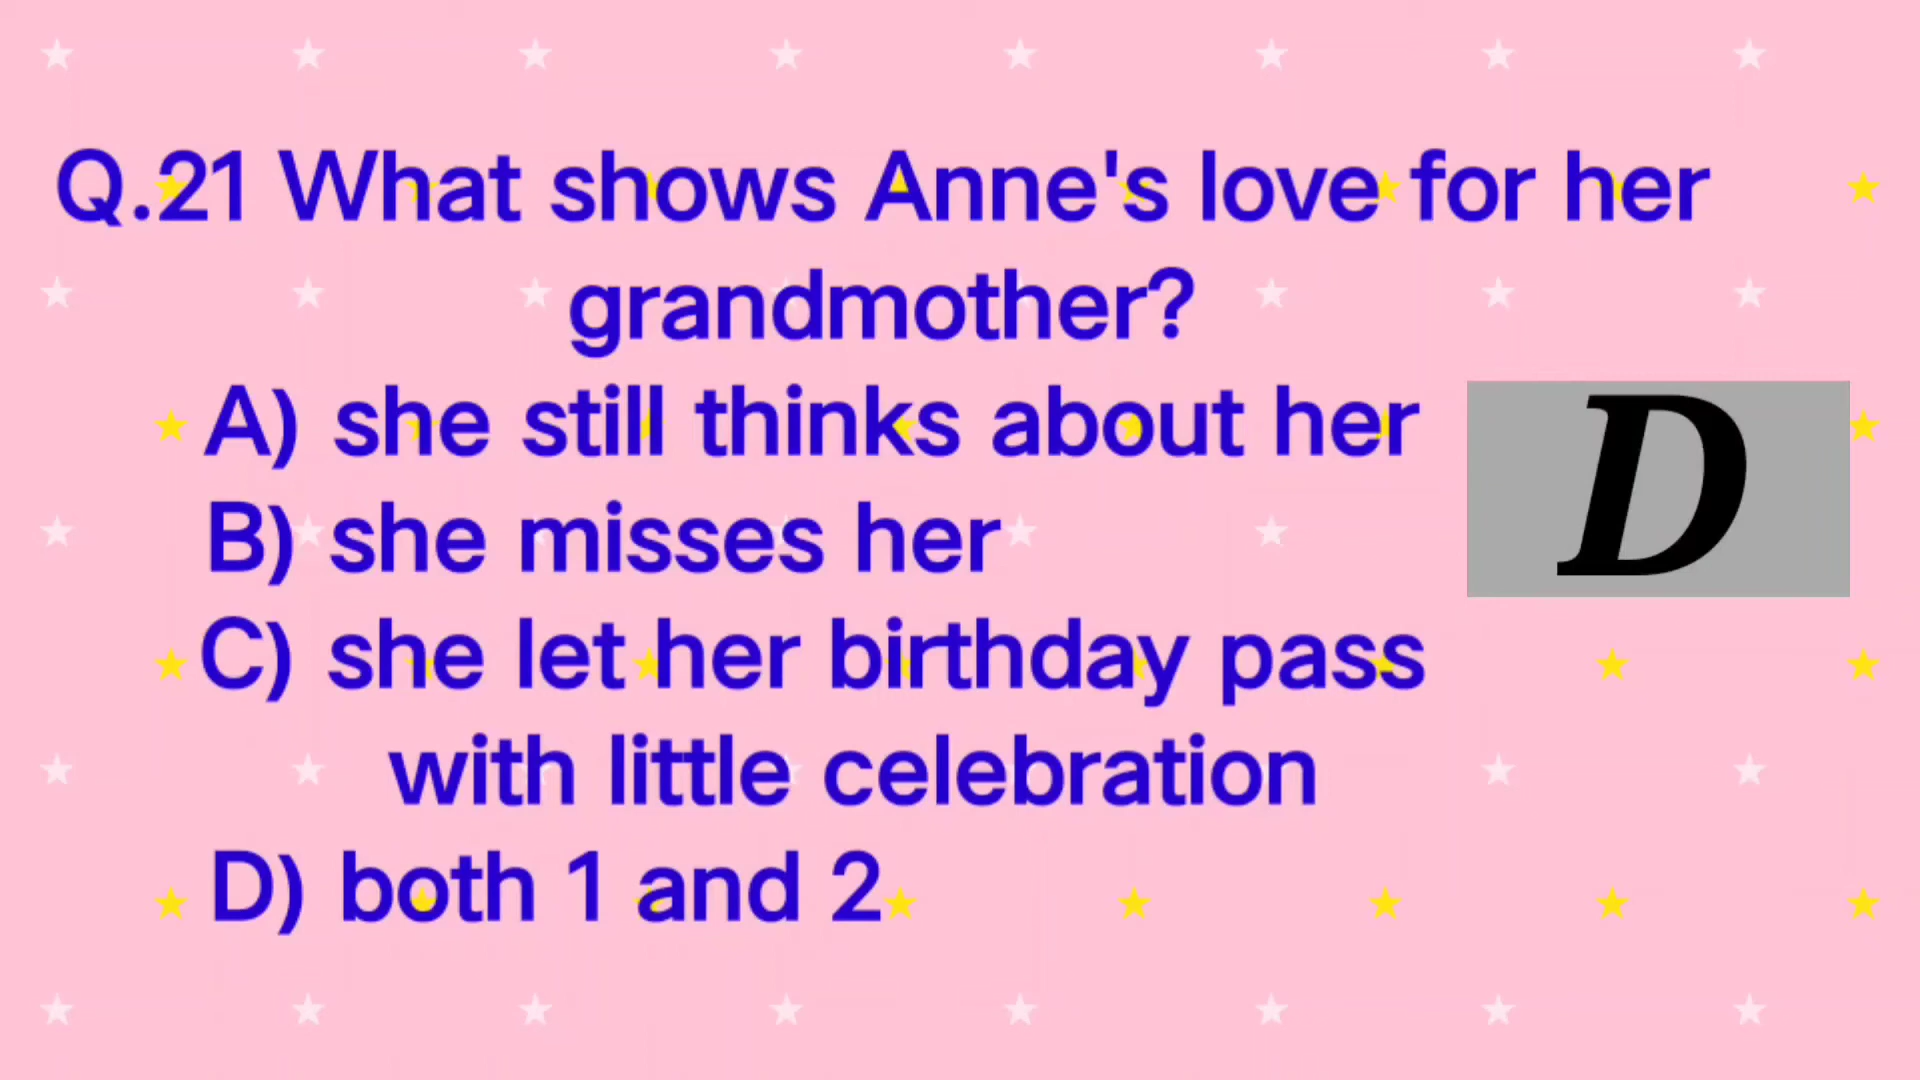 Q.21 What shows Anne's love for her
grandmother?
A) she still thinks about her
D
B) she misses her
C) she let her birthday pass
with little celebration
D) both 1 and 2